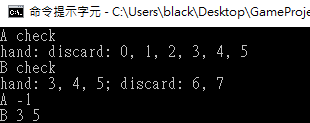 命令提示字元 - C:\Users\black\Desktop\GameProje
A check
hand: discard: 0, 1, 2, 3, 4, 5
B check
hand: 3, 4, 5; discard: 6, 7
A -1
B 3 5